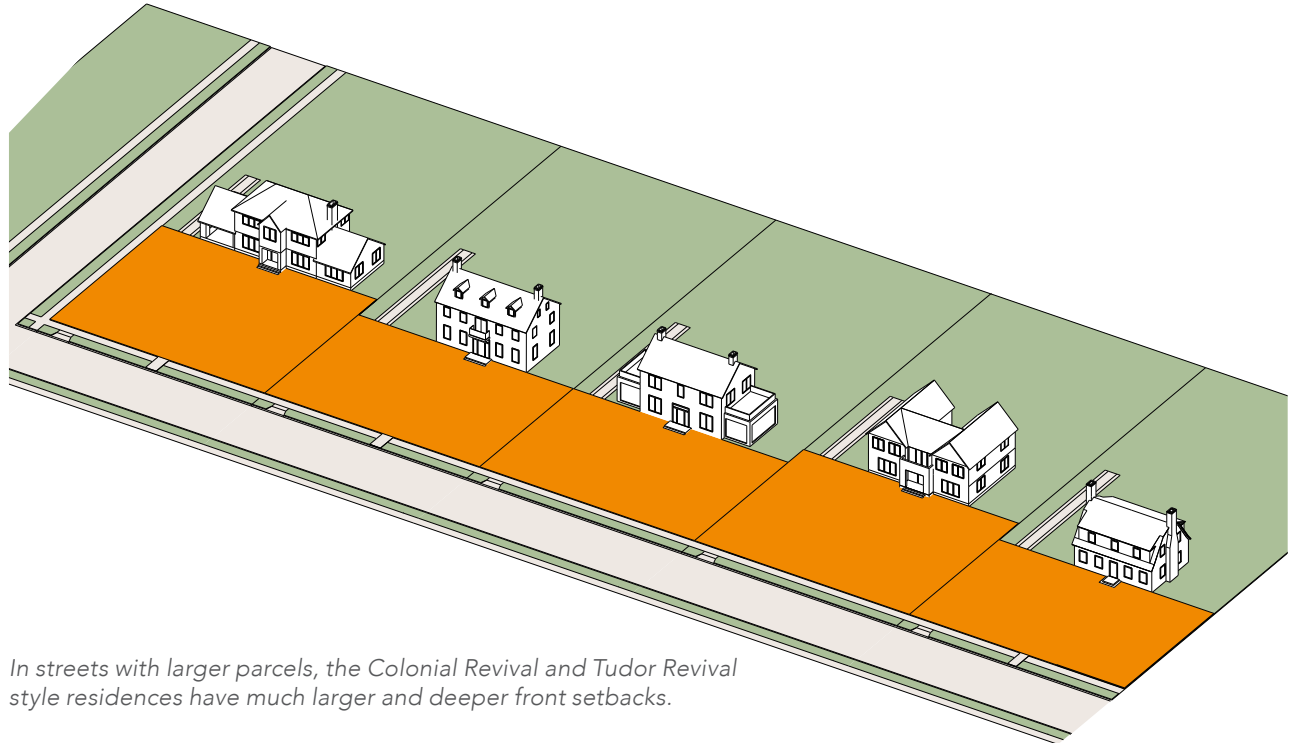 In streets with larger parcels, the Colonial Revival and Tudor Revival
style residences have much larger and deeper front setbacks.